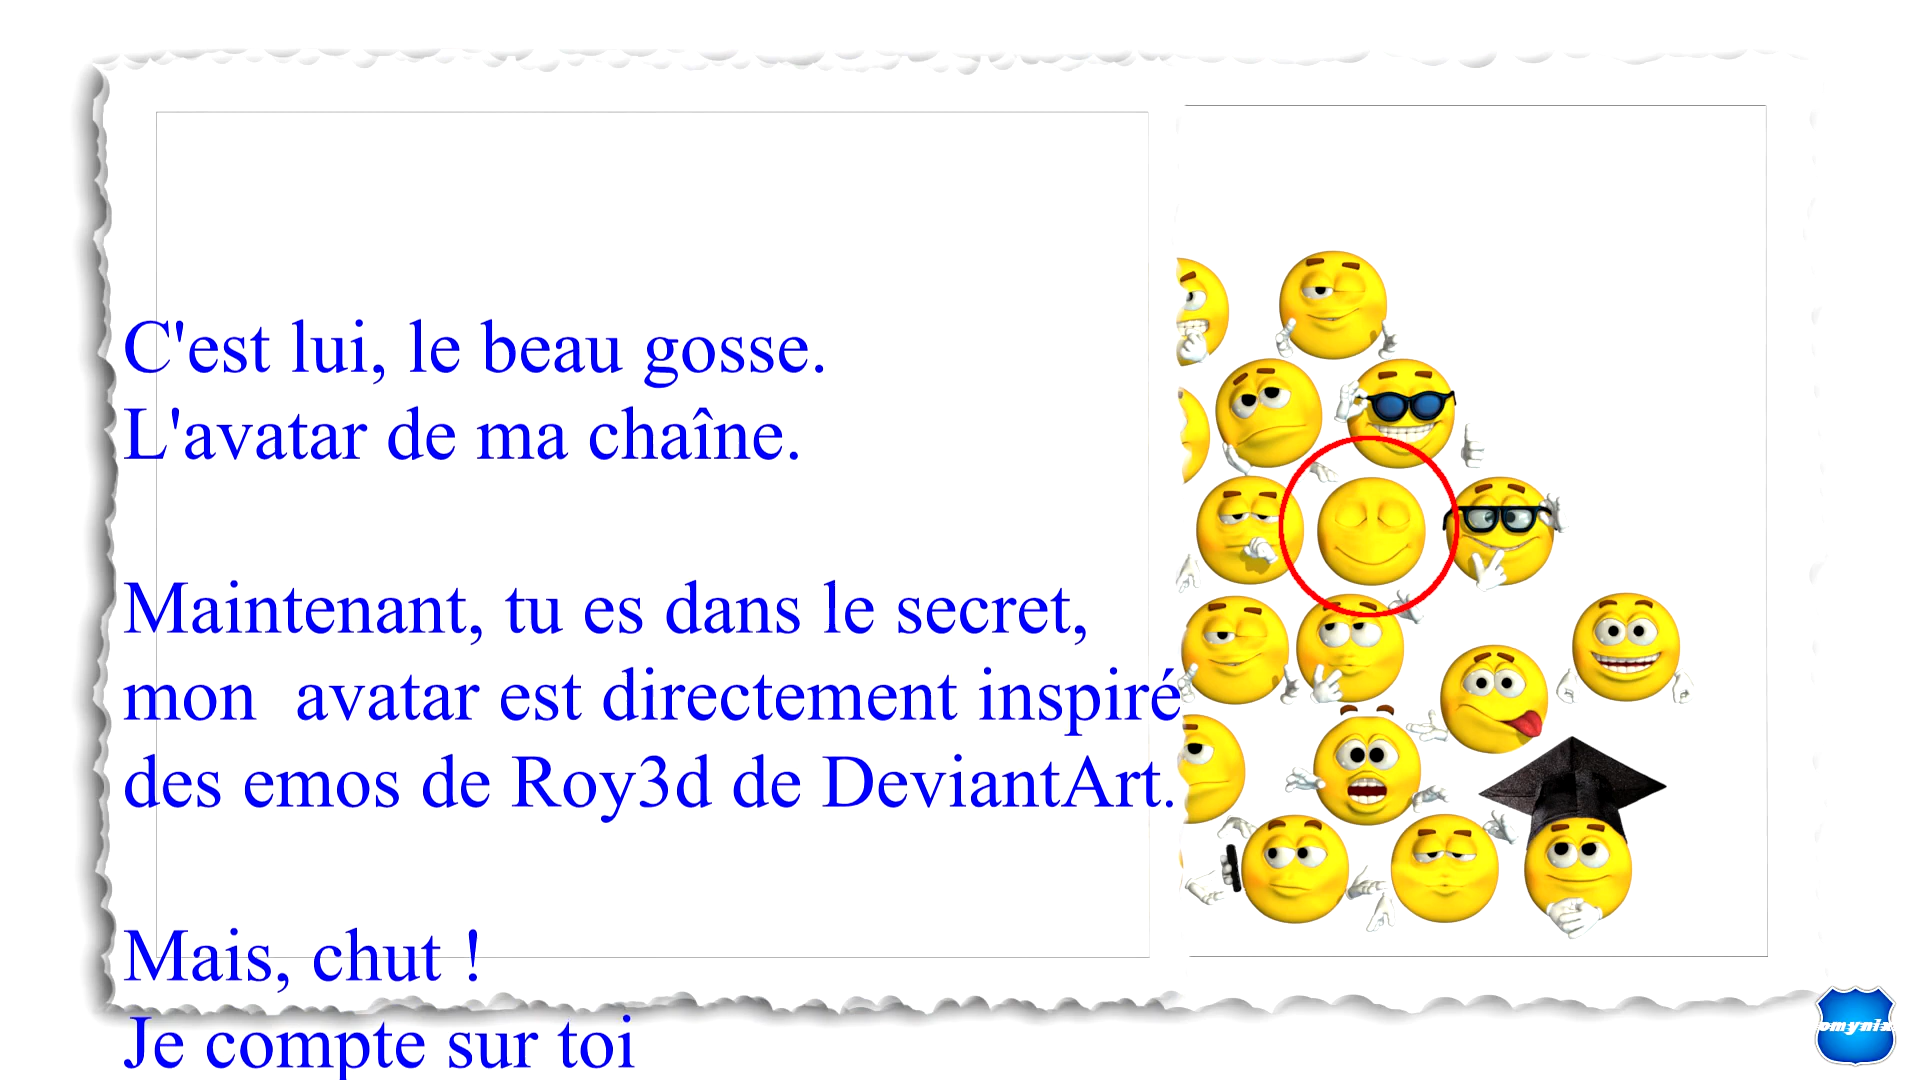 C'est lui, le beau gosse.
L'avatar de ma chaîne.
Maintenant, tu es dans le secret,
mon  avatar est directement inspiré
des emos de Roy3d de DeviantArt.
Mais, chut !
Je compte sur toi